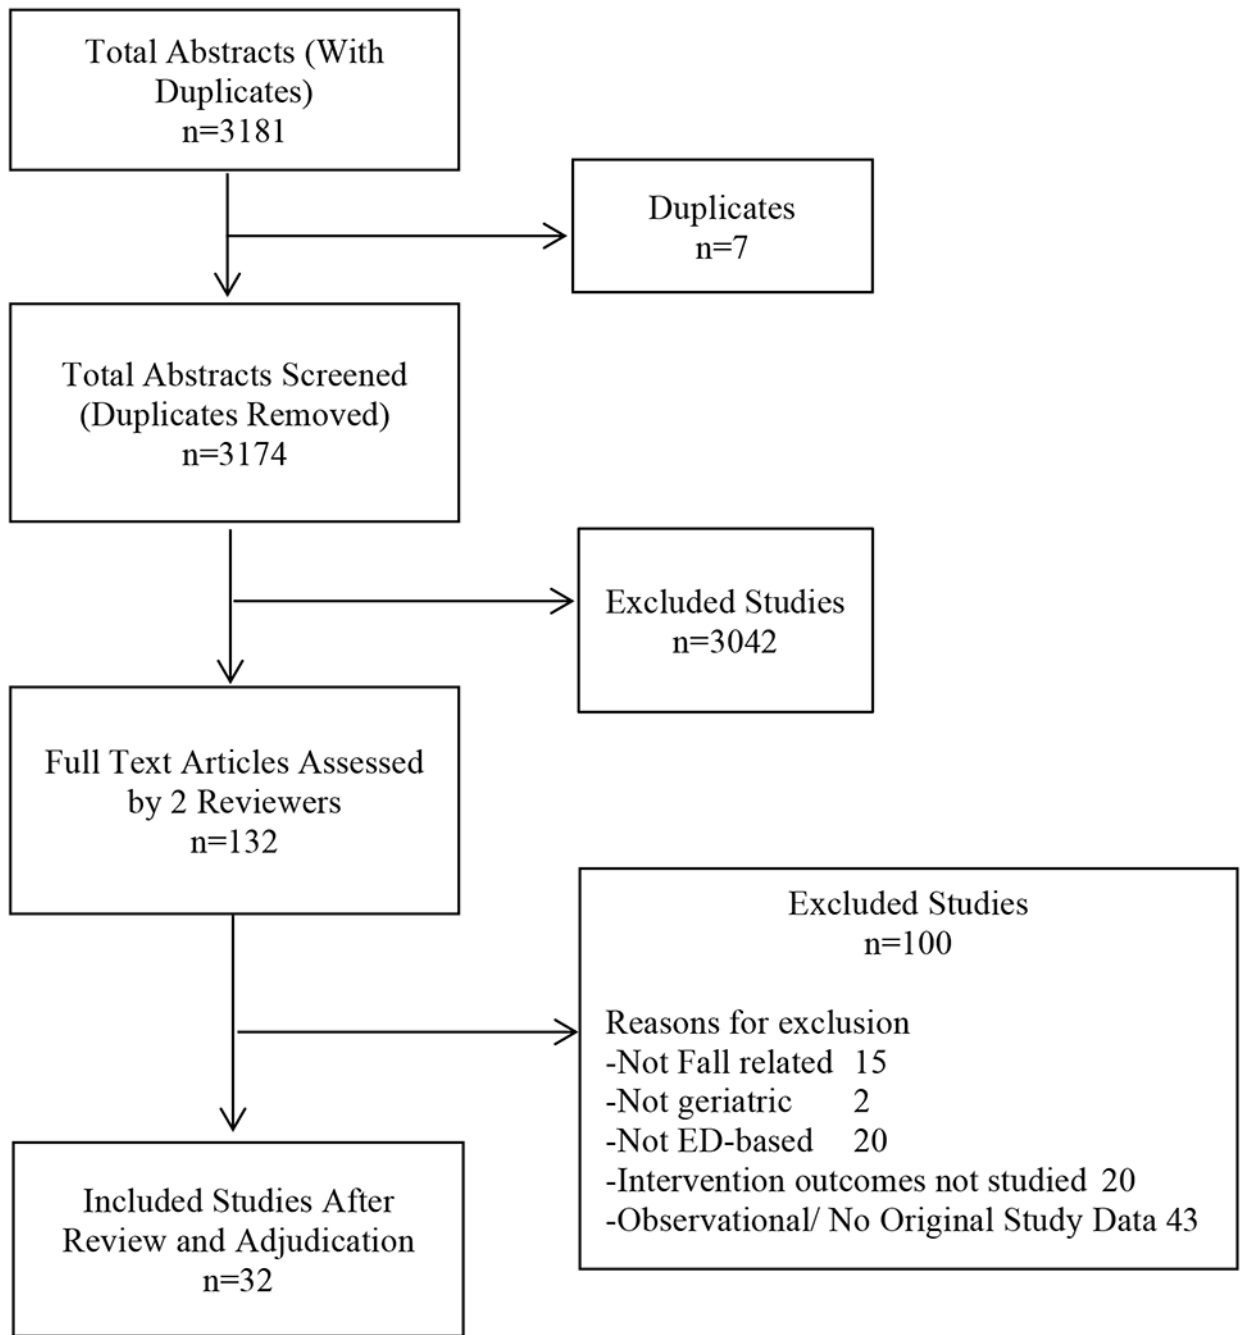 Total Abstracts (With
Duplicates)
n=3181
Duplicates
n=7
Total Abstracts Screened
(Duplicates Removed)
n=3174
Excluded Studies
n=3042
Full Text Articles Assessed
by 2 Reviewers
n=132
Excluded Studies
n=100
Reasons for exclusion
-Not Fall related 15
-Not geriatric 2
-Not ED-based 20
-Intervention outcomes not studied 20
-Observational/ No Original Study Data 43
Included Studies After
Review and Adjudication
n=32